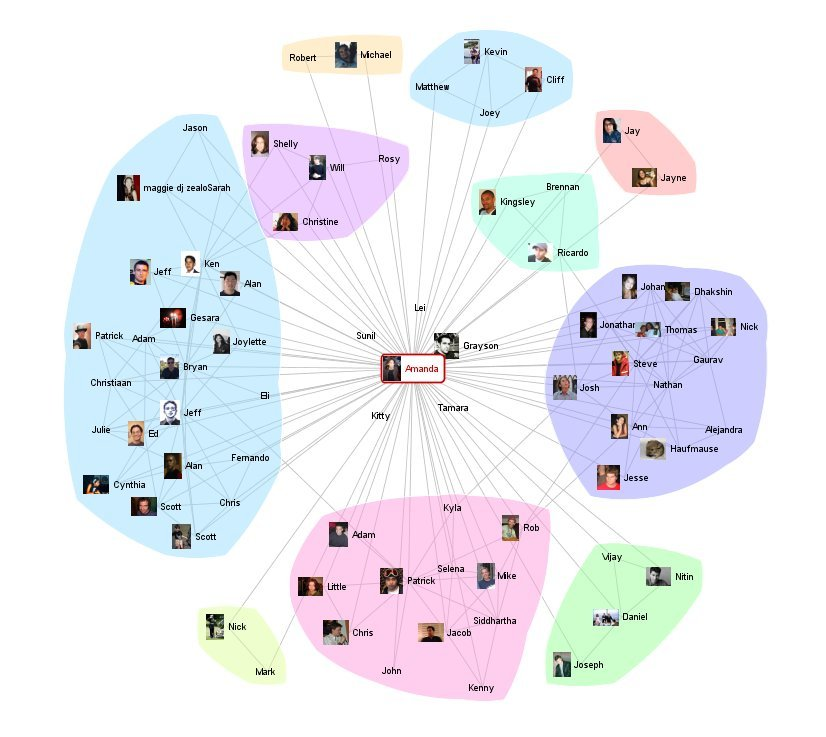 Robert
Michael
Kevin
Matthew
Cliff
Joey
Jason
Shelly
Will
Rosy
Christine
maggie dj zealoSarah
Jay
Jayne
Brennan
Kingsley
Ricardo
Jeff
Ken
Alan
Gesara
Patrick
Adam
Joylette
Bryan
Christiaan
Jeff
Eli
Julie
Ed
Alan
Fernando
Cynthia
Scott
Chris
Scott
Lei
Sunil
Grayson
Amanda
Kitty
Tamara
Johan
Dhakshin
Jonathar
Thomas
Nick
Steve
Gaurav
Josh
Nathan
Ann
Alejandra
Haufmause
Jesse
Kyla
Adam
Rob
Selena
Little
Patrick
Mike
Chris
Jacob
Siddhartha
John
Kenny
Vijay
Nitin
Daniel
Joseph
Nick
Mark